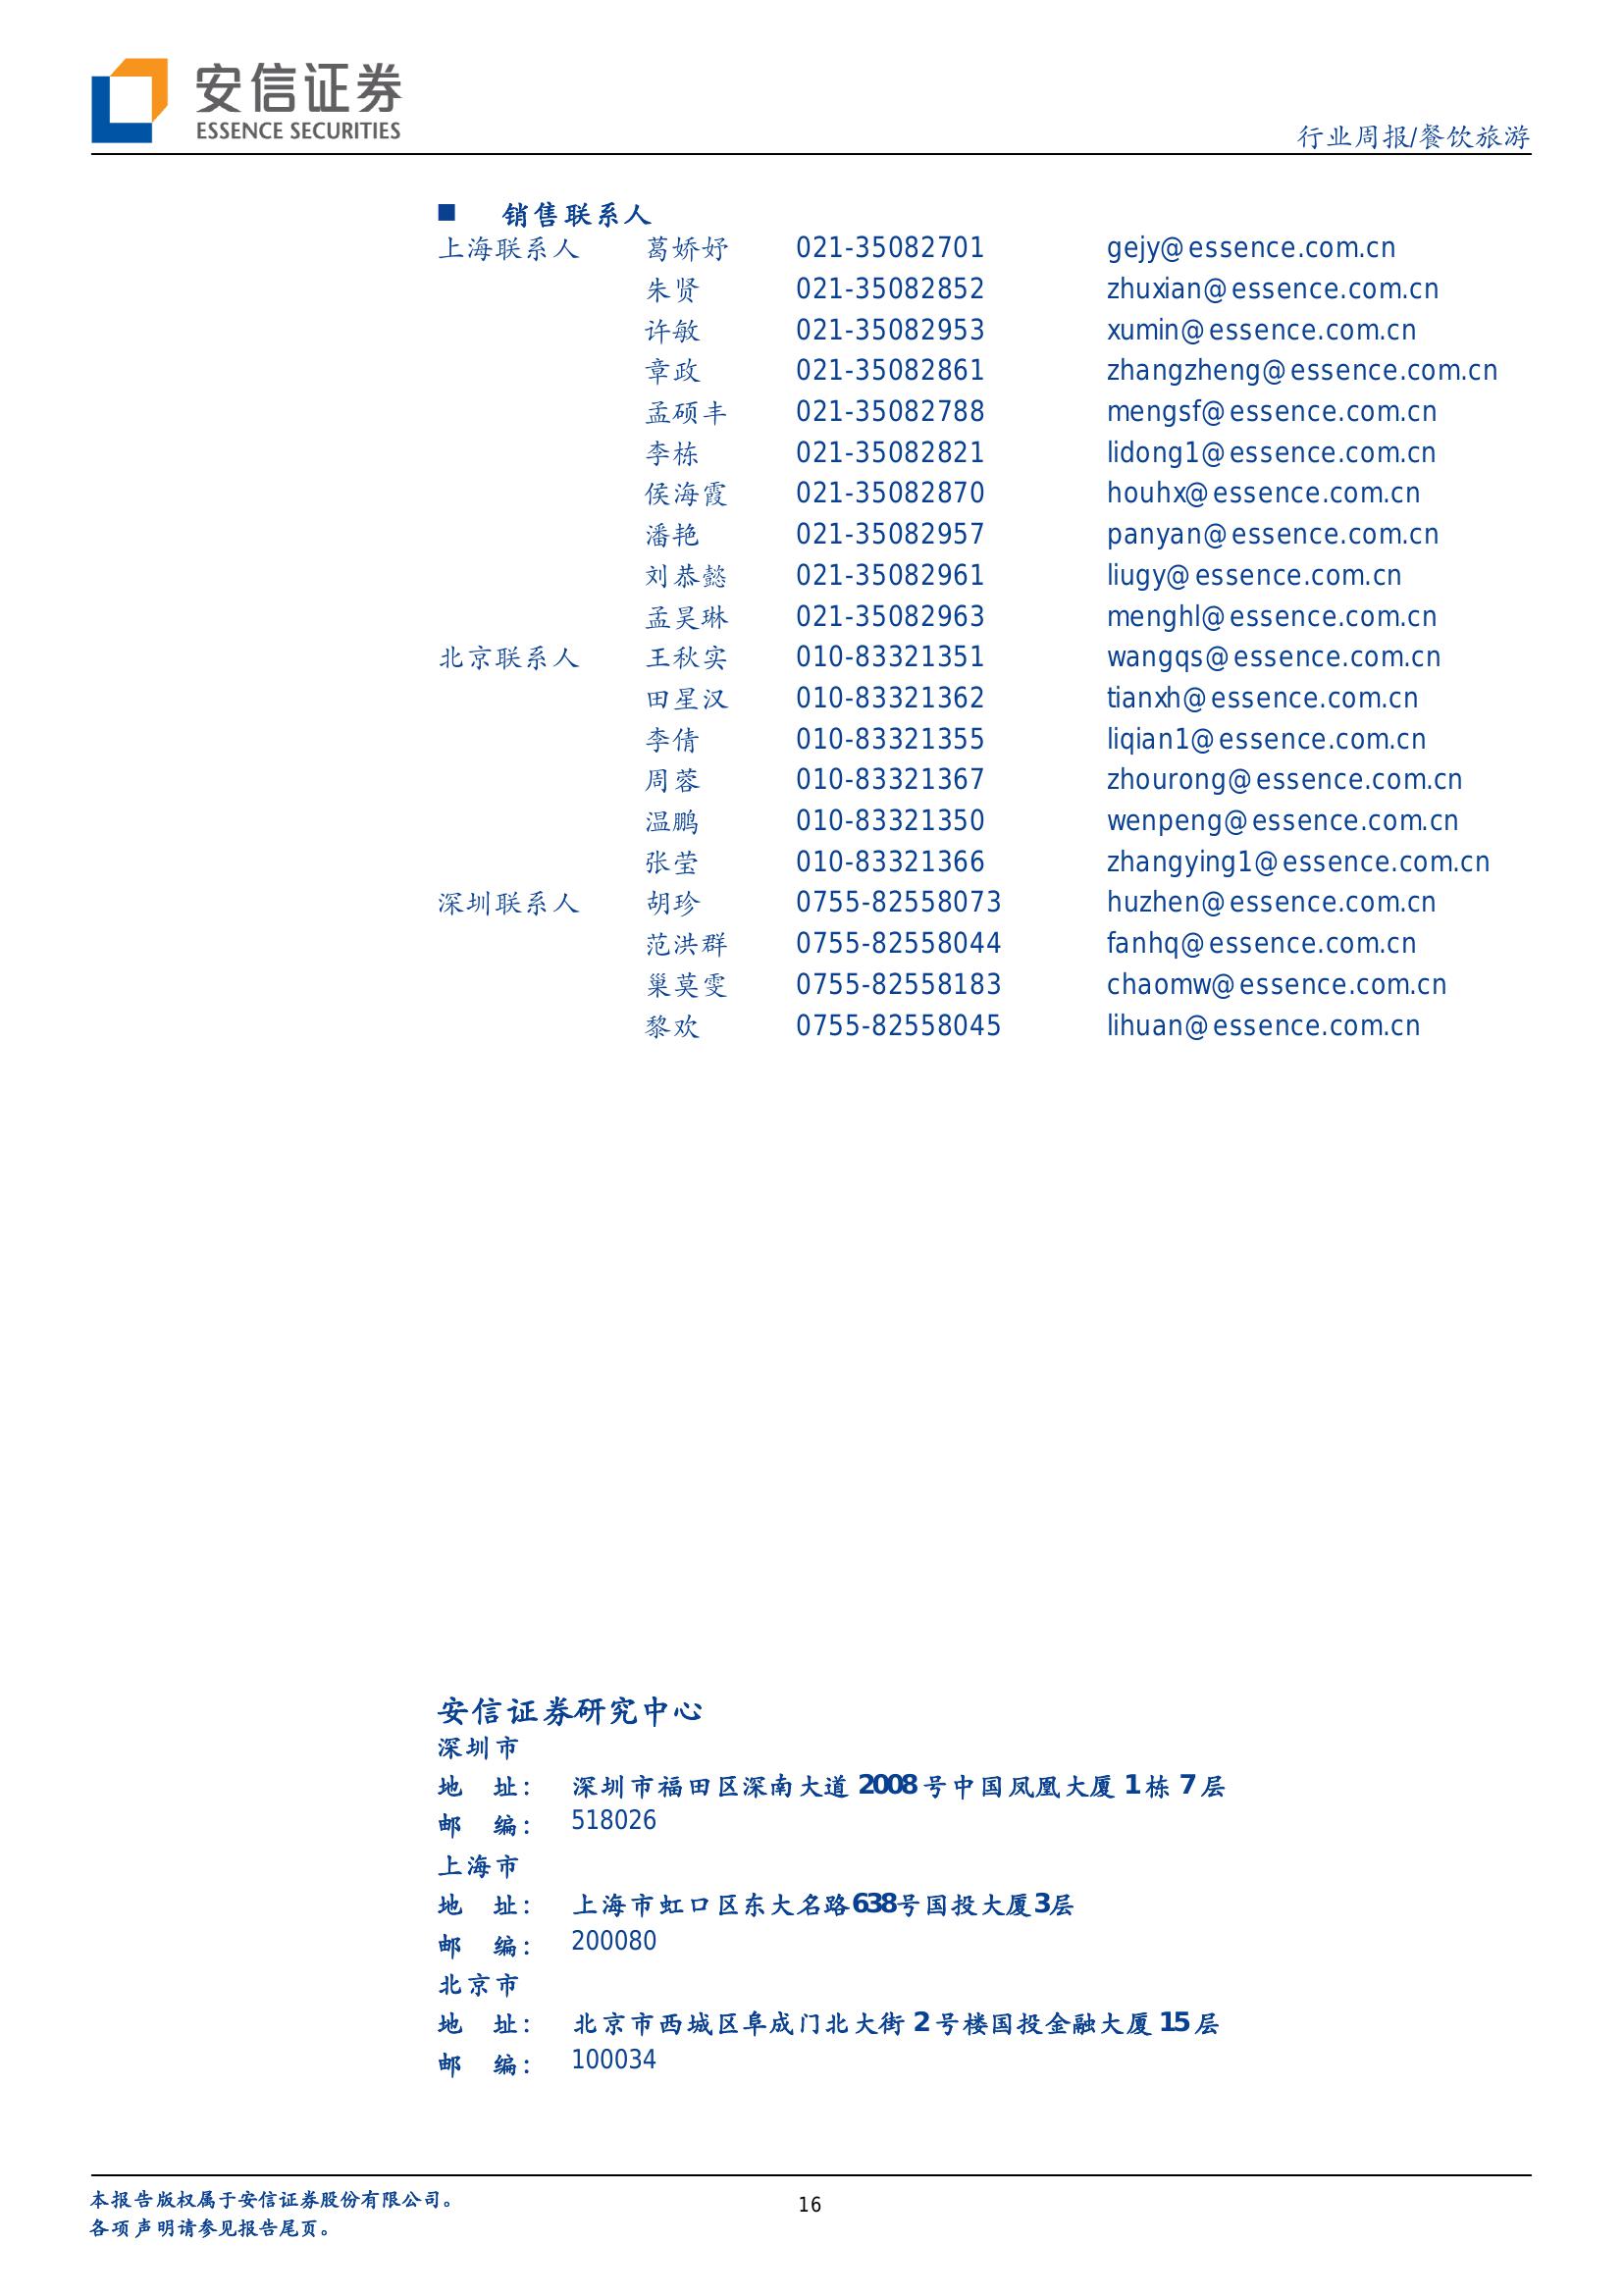 安信证券
ESSENCE SECURITIES
行业周报/餐饮旅游
■ 销售联系人
上海联系人 葛娇妤 021-35082701 gejy@essence.com.cn
朱贤 021-35082852 zhuxian@essence.com.cn
许敏 021-35082953 xumin@essence.com.cn
章政 021-35082861 zhangzheng@essence.com.cn
孟硕丰 021-35082788 mengsf@essence.com.cn
李栋 021-35082821 lidong1@essence.com.cn
侯海霞 021-35082870 houhx@essence.com.cn
潘艳 021-35082957 panyan@essence.com.cn
刘恭懿 021-35082961 liugy@essence.com.cn
孟昊琳 021-35082963 menghl@essence.com.cn
北京联系人 王秋实 010-83321351 wangqs@essence.com.cn
田星汉 010-83321362 tianxh@essence.com.cn
李倩 010-83321355 liqian1@essence.com.cn
周蓉 010-83321367 zhourong@essence.com.cn
温鹏 010-83321350 wenpeng@essence.com.cn
张莹 010-83321366 zhangying1@essence.com.cn
深圳联系人 胡珍 0755-82558073 huzhen@essence.com.cn
范洪群 0755-82558044 fanhq@essence.com.cn
巢莫雯 0755-82558183 chaomw@essence.com.cn
黎欢 0755-82558045 lihuan@essence.com.cn
安信证券研究中心
深圳市
地 址： 深圳市福田区深南大道 2008 号中国凤凰大厦 1 栋 7 层
邮 编： 518026
上海市
地 址： 上海市虹口区东大名路638号国投大厦3层
邮 编： 200080
北京市
地 址： 北京市西城区阜成门北大街 2 号楼国投金融大厦 15 层
邮 编： 100034
本报告版权属于安信证券股份有限公司。
各项声明请参见报告尾页。
16